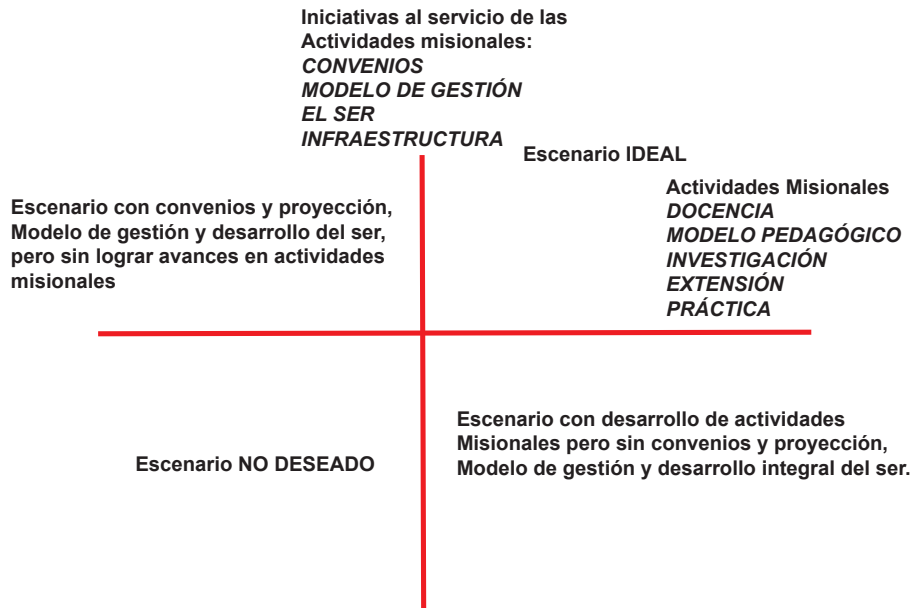 Iniciativas al servicio de las
Actividades misionales:
CONVENIOS
MODELO DE GESTIÓN
EL SER
INFRAESTRUCTURA
Escenario IDEAL
Escenario con convenios y proyección,
Modelo de gestión y desarrollo del ser,
pero sin lograr avances en actividades
misionales
Actividades Misionales
DOCENCIA
MODELO PEDAGÓGICO
INVESTIGACIÓN
EXTENSIÓN
PRÁCTICA
Escenario NO DESEADO
Escenario con desarrollo de actividades
Misionales pero sin convenios y proyección,
Modelo de gestión y desarrollo integral del ser.